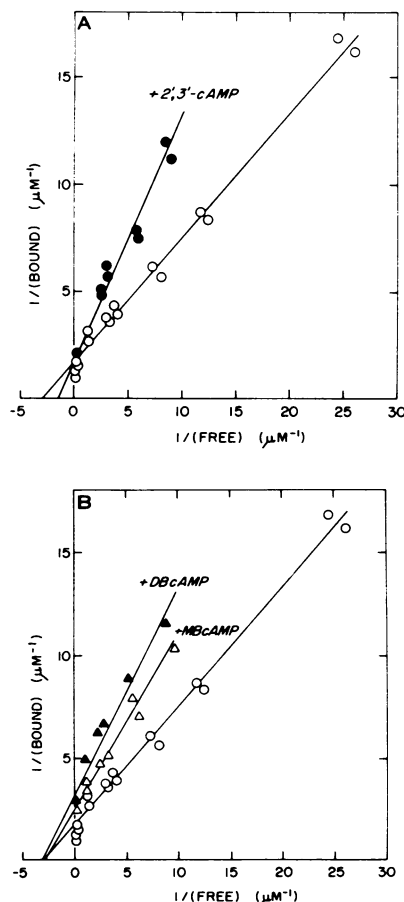 A
+2',3'-cAMP
15
10
5
-5 0 5 10 15 20 25 30
1/(BOUND) (μM⁻¹)
1/(FREE) (μM⁻¹)
B
+DBcAMP
+MBcAMP
15
10
5
-5 0 5 10 15 20 25 30
1/(BOUND) (μM⁻¹)
1/(FREE) (μM⁻¹)